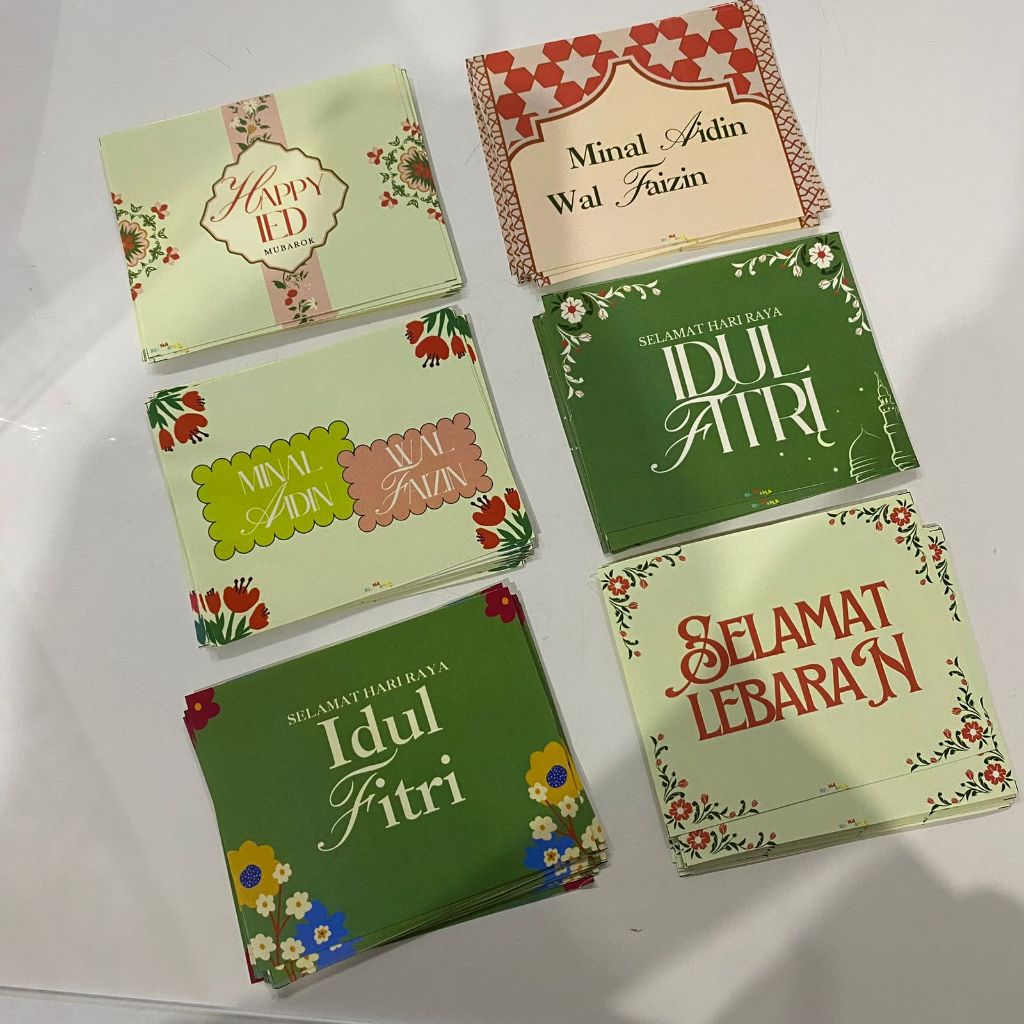 Happy
Ied
Mubarok
Minal Aidin
Wal Faizin
Minal
Aidin
Wal
Faizin
Selamat Hari Raya
Idul
Fitri
Selamat Hari Raya
Idul
Fitri
Selamat
Lebaran